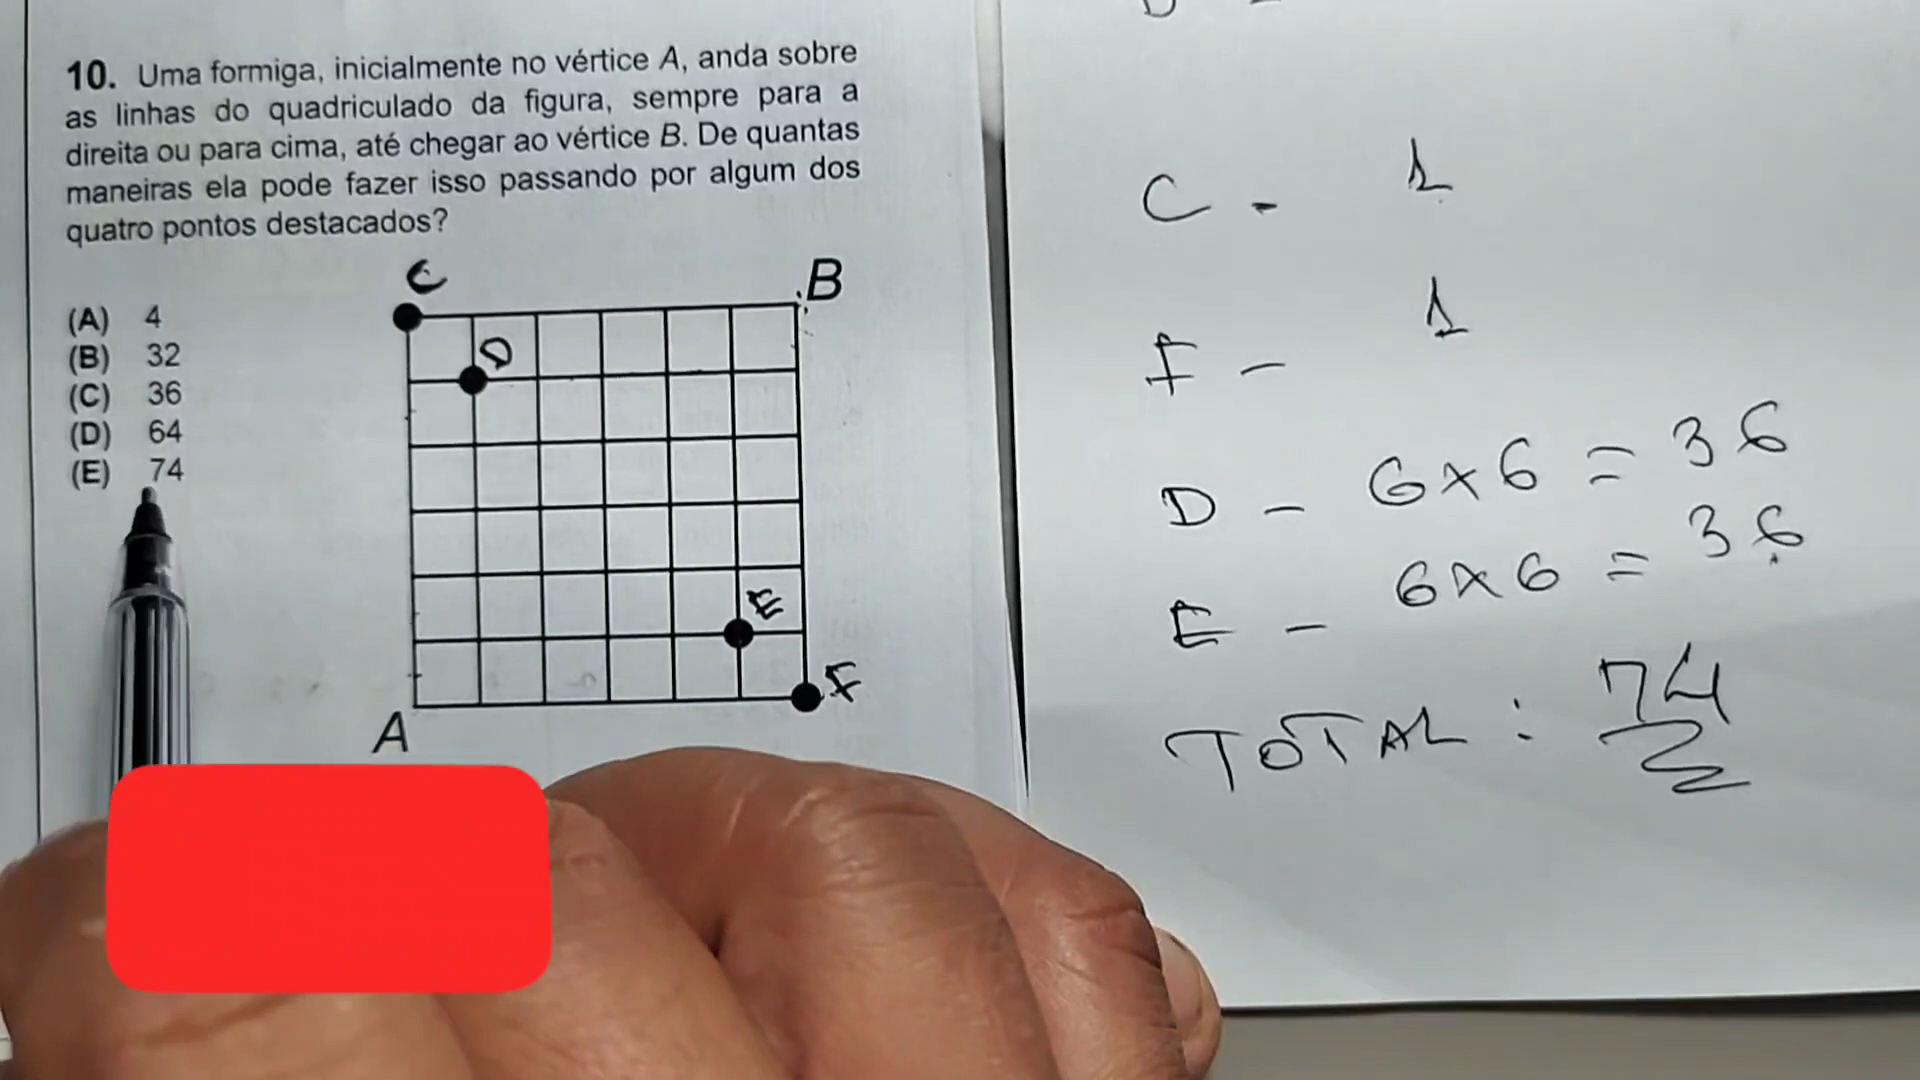 10. Uma formiga, inicialmente no vértice A, anda sobre
as linhas do quadriculado da figura, sempre para a
direita ou para cima, até chegar ao vértice B. De quantas
maneiras ela pode fazer isso passando por algum dos
quatro pontos destacados?
(A) 4
(B) 32
(C) 36
(D) 64
(E) 74
C
B
D
E
F
A
C - 1
F - 1
D - 6x6 = 36
E - 6x6 = 36
TOTAL : 74